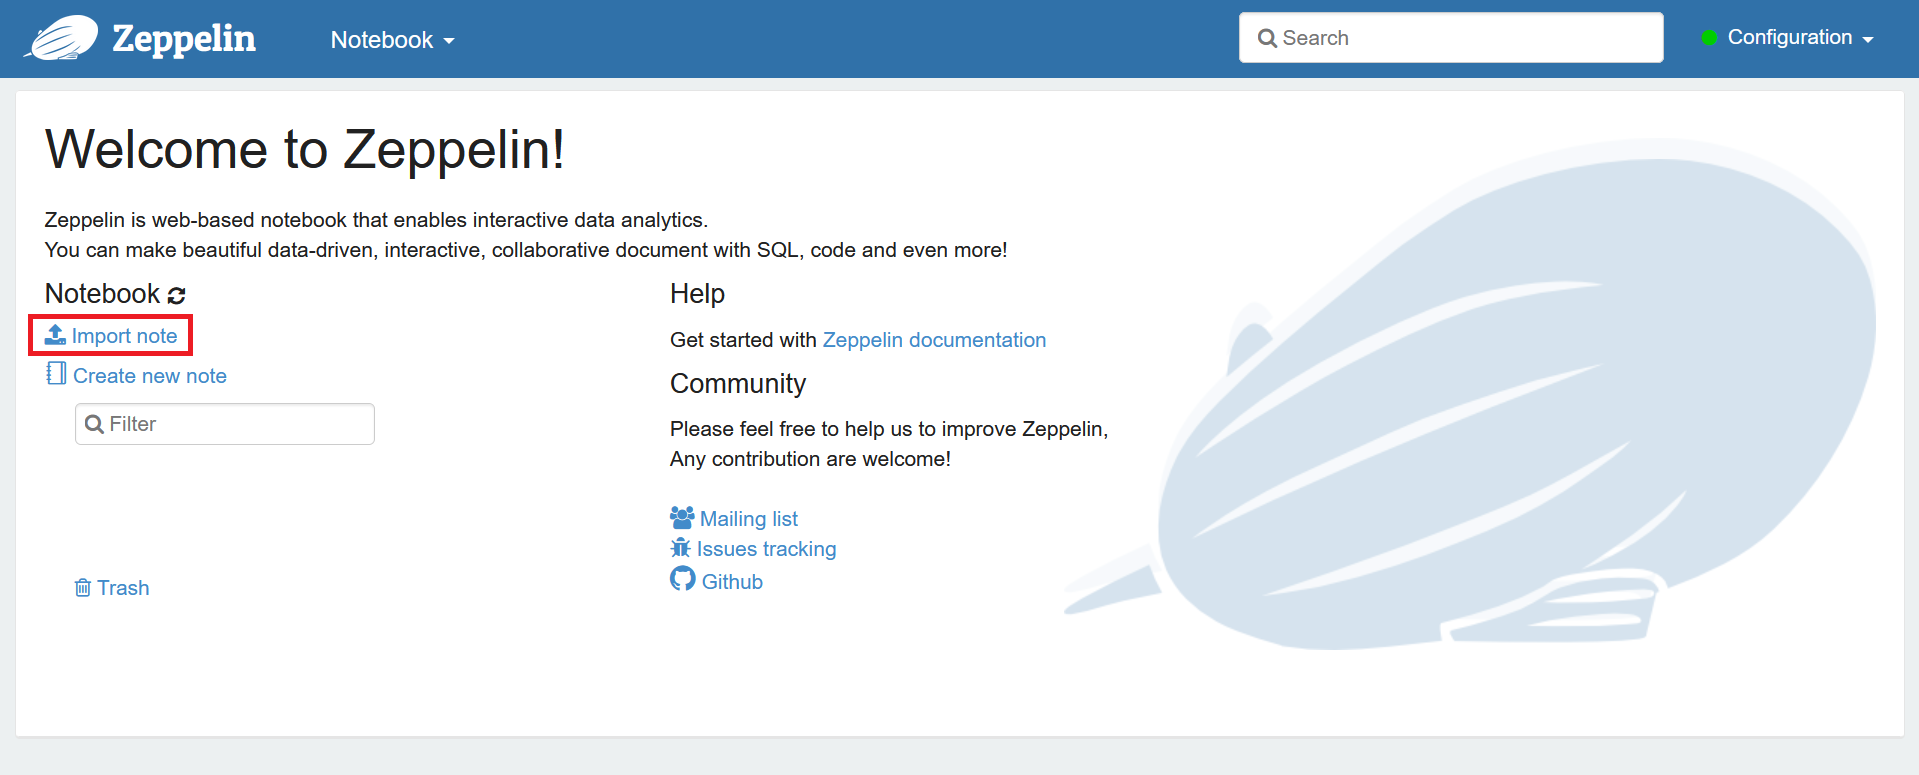 Zeppelin
Notebook
Search
Configuration
Welcome to Zeppelin!
Zeppelin is web-based notebook that enables interactive data analytics.
You can make beautiful data-driven, interactive, collaborative document with SQL, code and even more!
Notebook
Import note
Create new note
Filter
Trash
Help
Get started with Zeppelin documentation
Community
Please feel free to help us to improve Zeppelin,
Any contribution are welcome!
Mailing list
Issues tracking
Github